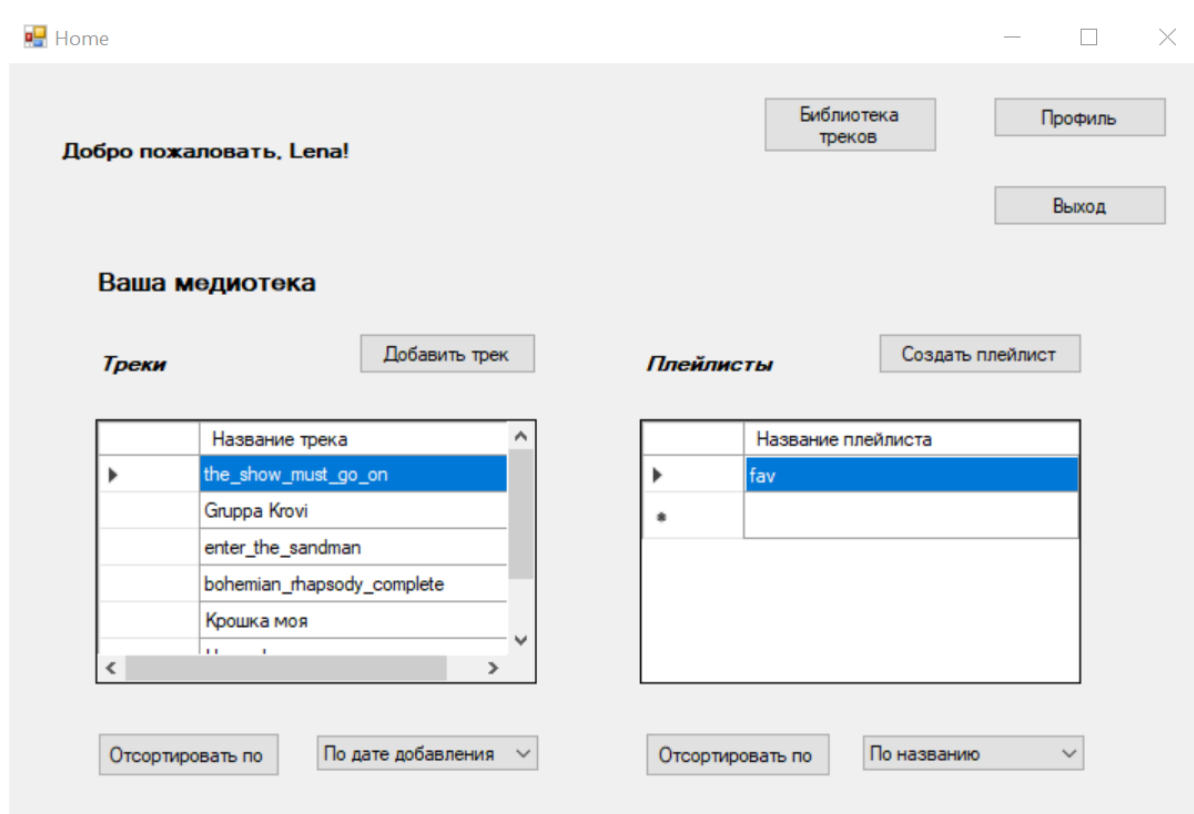 Home
Библиотека
треков
Профиль
Добро пожаловать, Lena!
Выход
Ваша медиотека
Треки
Добавить трек
Плейлисты
Создать плейлист
Название трека
the_show_must_go_on
Gruppa Krovi
enter_the_sandman
bohemian_rhapsody_complete
Крошка моя
Название плейлиста
fav
Отсортировать по
По дате добавления
Отсортировать по
По названию